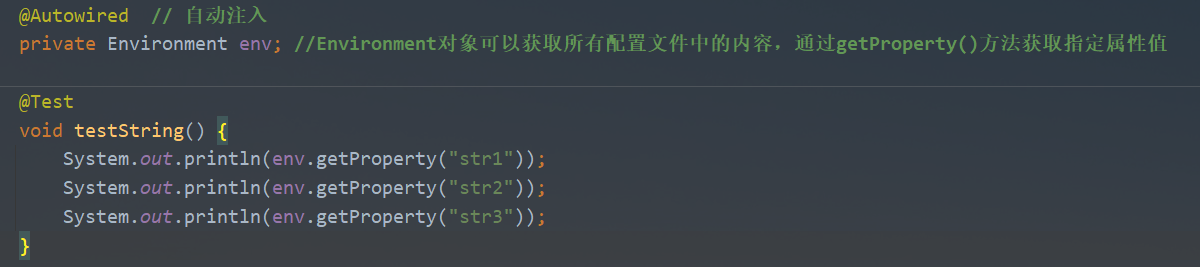 @Autowired  // 自动注入
private Environment env; //Environment对象可以获取所有配置文件中的内容，通过getProperty()方法获取指定属性值
@Test
void testString() {
    System.out.println(env.getProperty("str1"));
    System.out.println(env.getProperty("str2"));
    System.out.println(env.getProperty("str3"));
}